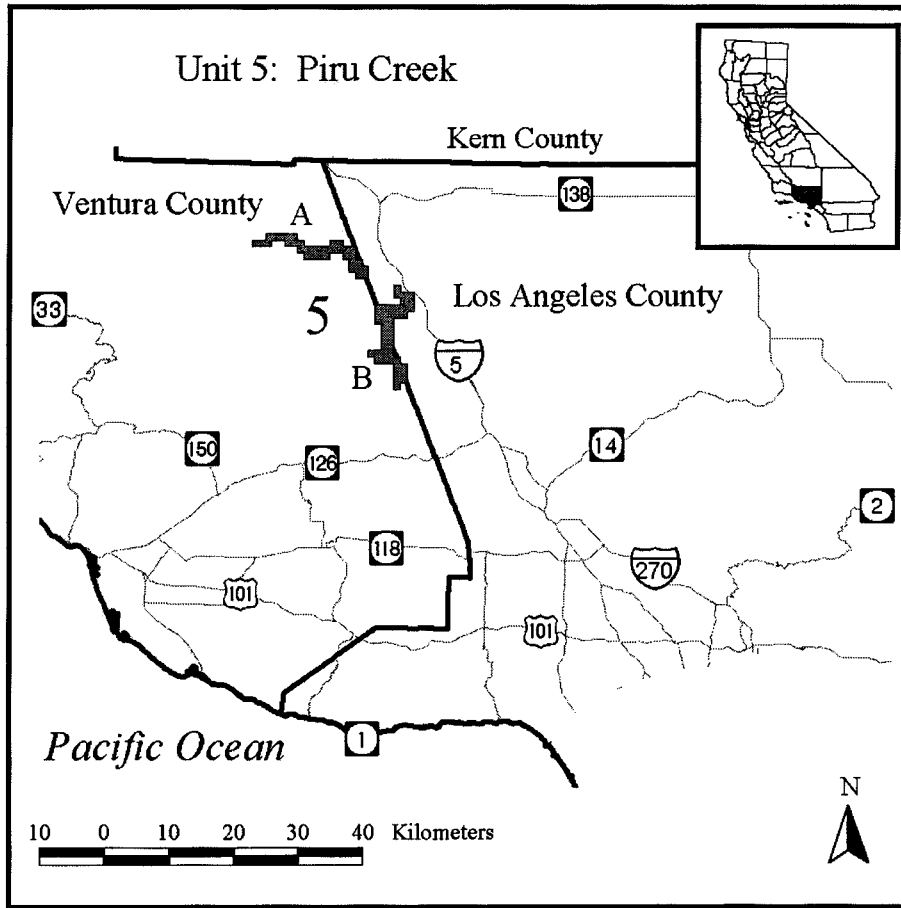 Unit 5: Piru Creek
Kern County
138
Ventura County
A
Los Angeles County
33
5
5
B
14
150
126
2
118
270
101
101
Pacific Ocean
1
N
10 0 10 20 30 40 Kilometers